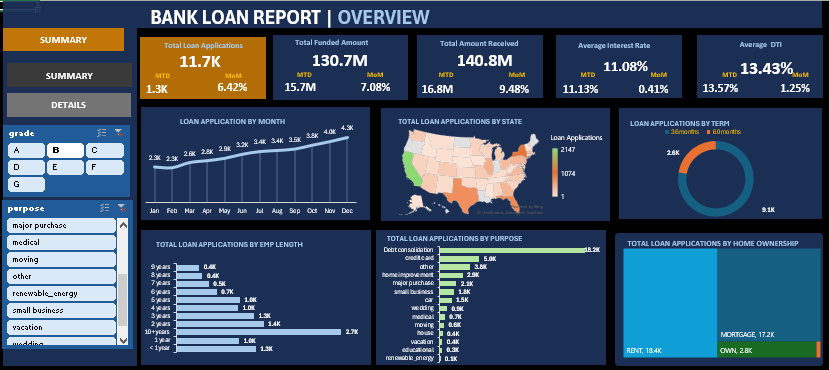 BANK LOAN REPORT | OVERVIEW
SUMMARY
SUMMARY
DETAILS
grade
A B C
D E F
G
purpose
major purchase
medical
moving
other
renewable_energy
small business
vacation
wedding
Total Loan Applications
11.7K
MTD MoM
1.3K 6.42%
Total Funded Amount
130.7M
MTD MoM
15.7M 7.08%
Total Amount Received
140.8M
MTD MoM
16.8M 9.48%
Average Interest Rate
11.08%
MTD MoM
11.13% 0.41%
Average DTI
13.43%
MTD MoM
13.57% 1.25%
LOAN APPLICATION BY MONTH
2.3K 2.3K 2.6K 2.8K 2.9K 3.2K 3.4K 3.4K 3.5K 3.8K 4.0K 4.3K
Jan Feb Mar Apr May Jun Jul Aug Sep Oct Nov Dec
TOTAL LOAN APPLICATIONS BY STATE
Loan Applications
2147
1074
1
LOAN APPLICATIONS BY TERM
36months 60months
2.6K
9.1K
TOTAL LOAN APPLICATIONS BY EMP LENGTH
9 years 0.4K
8 years 0.4K
7 years 0.5K
6 years 0.7K
5 years 1.0K
4 years 1.0K
3 years 1.3K
2 years 1.4K
10+years 2.7K
1 year 1.0K
< 1 year 1.3K
TOTAL LOAN APPLICATIONS BY PURPOSE
Debt consolidation 18.2K
credit card 5.0K
other 3.8K
home improvement 2.9K
major purchase 2.1K
small business 1.8K
car 1.5K
wedding 0.9K
medical 0.7K
moving 0.6K
house 0.4K
vacation 0.4K
educational 0.3K
renewable_energy 0.1K
TOTAL LOAN APPLICATIONS BY HOME OWNERSHIP
RENT, 18.4K
MORTGAGE, 17.2K
OWN, 2.8K